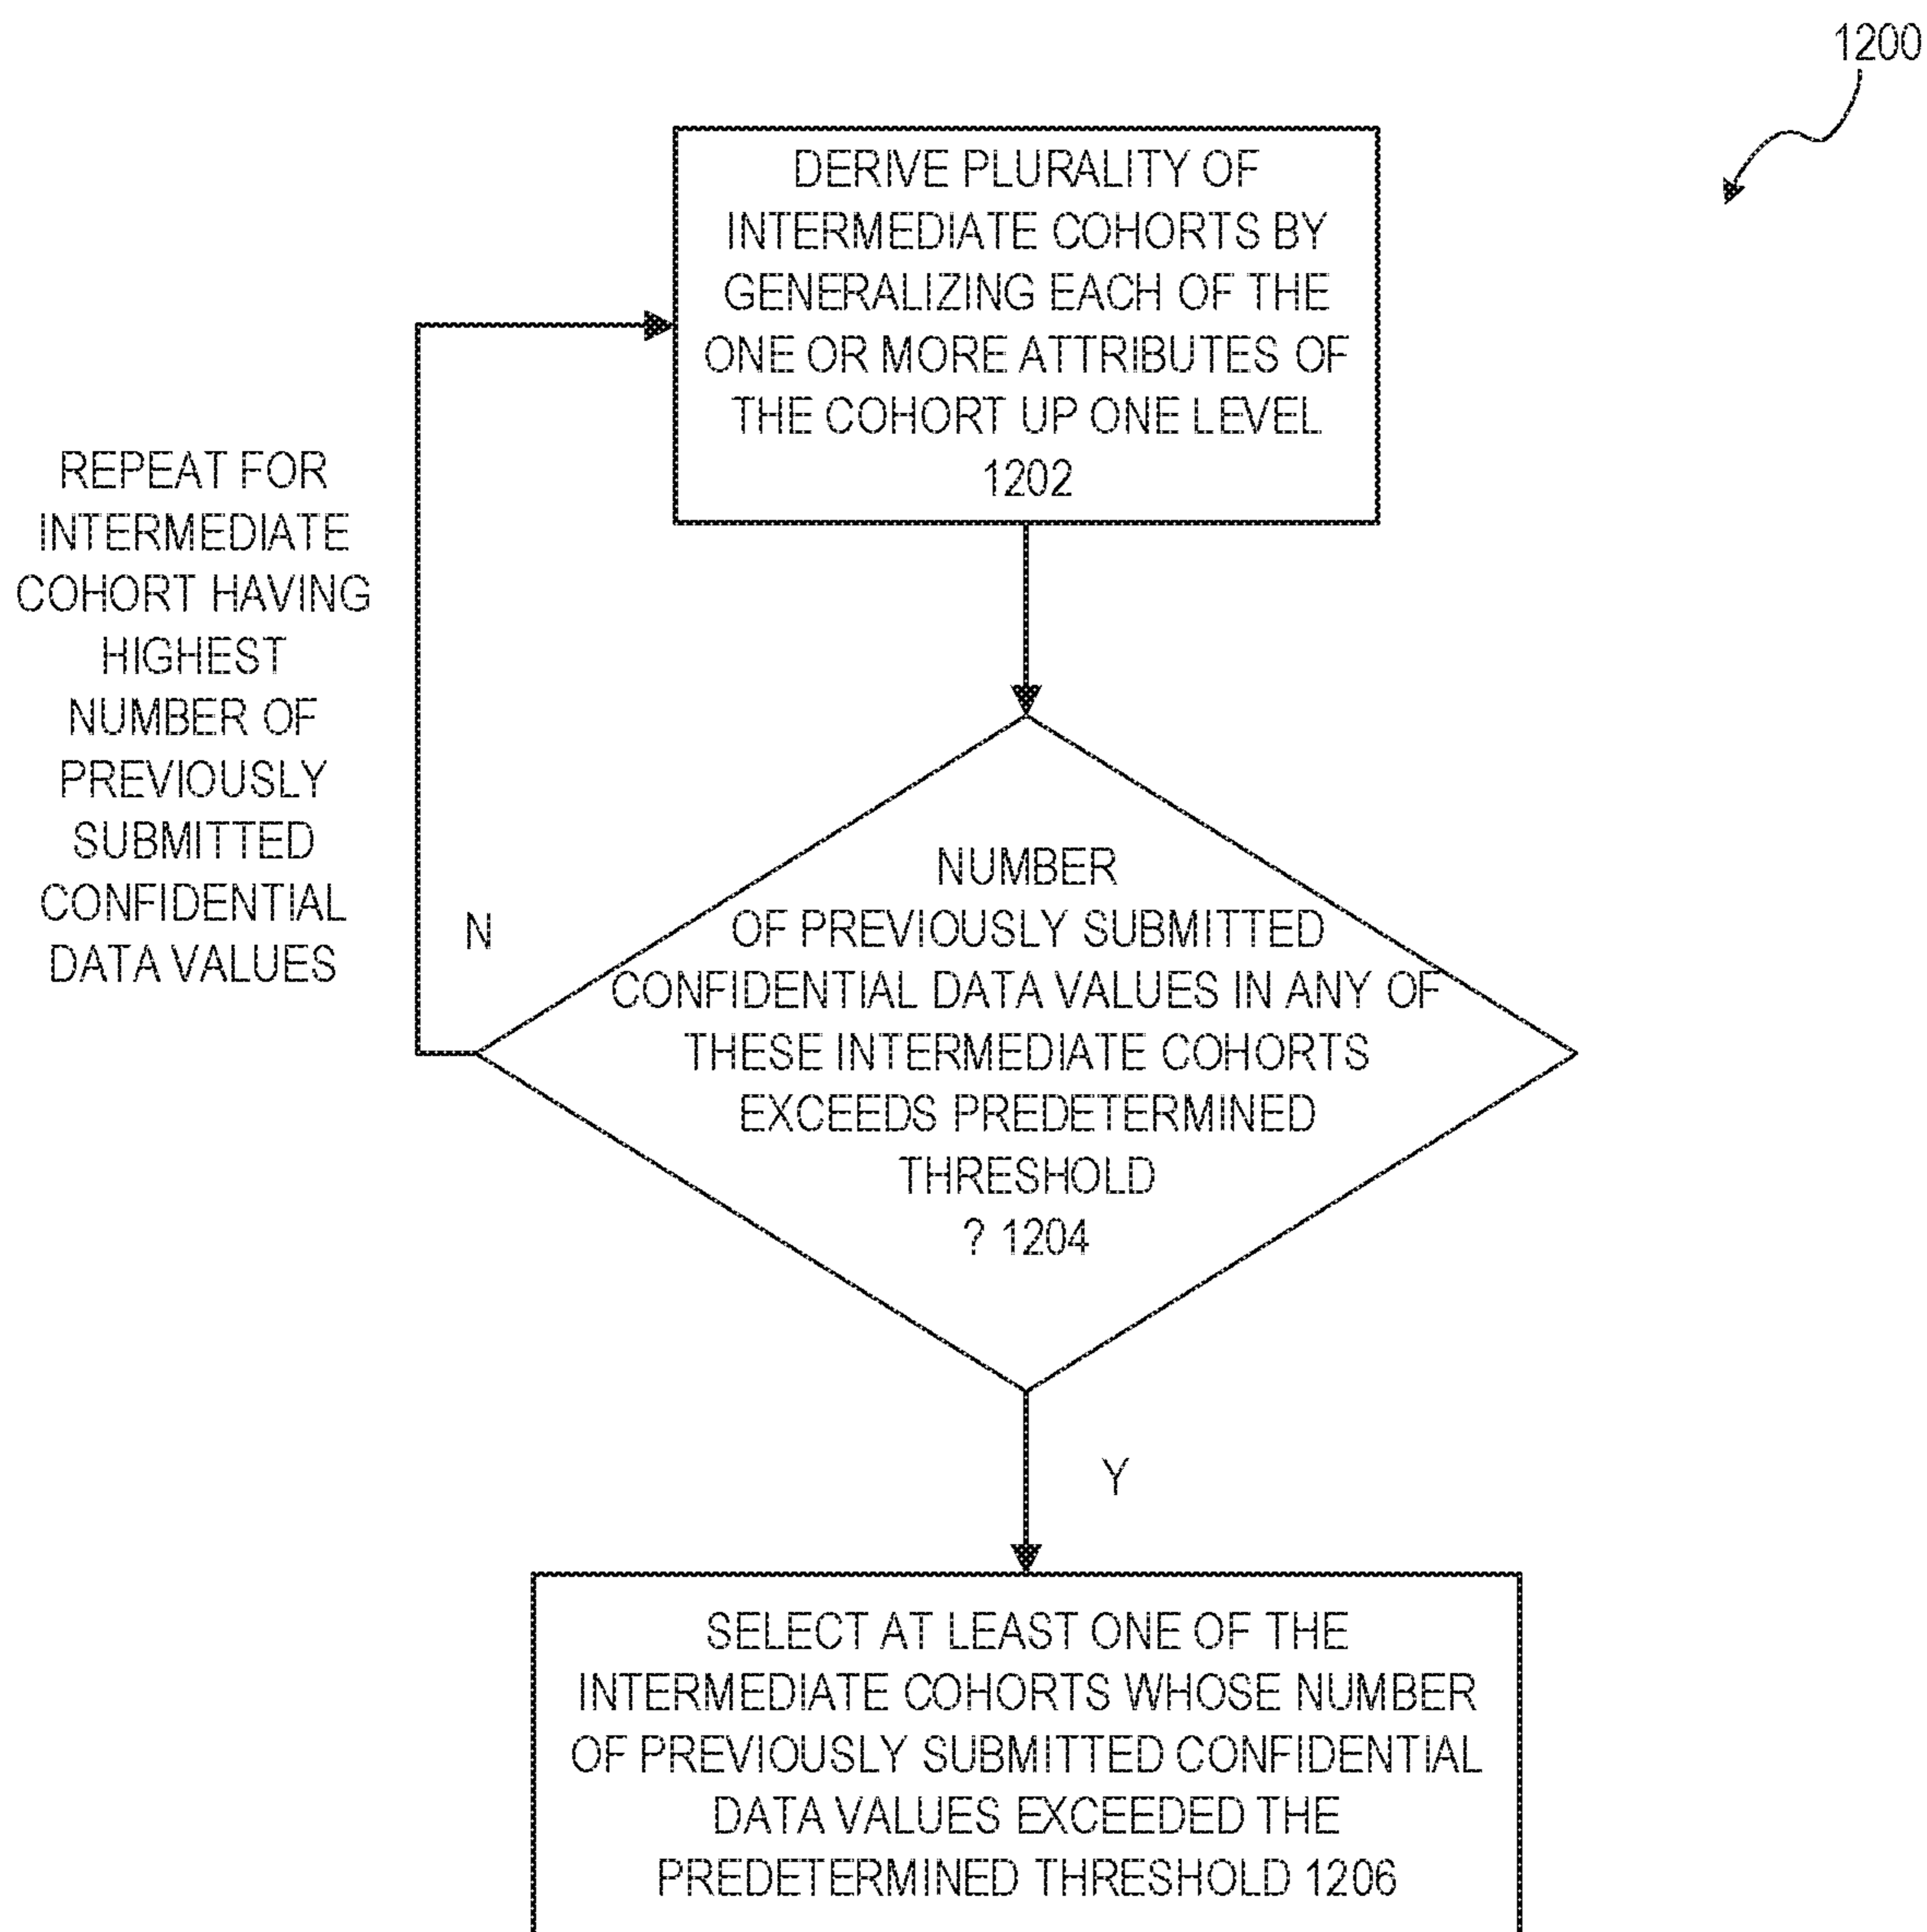 1200
DERIVE PLURALITY OF
INTERMEDIATE COHORTS BY
GENERALIZING EACH OF THE
ONE OR MORE ATTRIBUTES OF
THE COHORT UP ONE LEVEL
1202
REPEAT FOR
INTERMEDIATE
COHORT HAVING
HIGHEST
NUMBER OF
PREVIOUSLY
SUBMITTED
CONFIDENTIAL
DATA VALUES
N
NUMBER
OF PREVIOUSLY SUBMITTED
CONFIDENTIAL DATA VALUES IN ANY OF
THESE INTERMEDIATE COHORTS
EXCEEDS PREDETERMINED
THRESHOLD
? 1204
Y
SELECT AT LEAST ONE OF THE
INTERMEDIATE COHORTS WHOSE NUMBER
OF PREVIOUSLY SUBMITTED CONFIDENTIAL
DATA VALUES EXCEEDED THE
PREDETERMINED THRESHOLD 1206